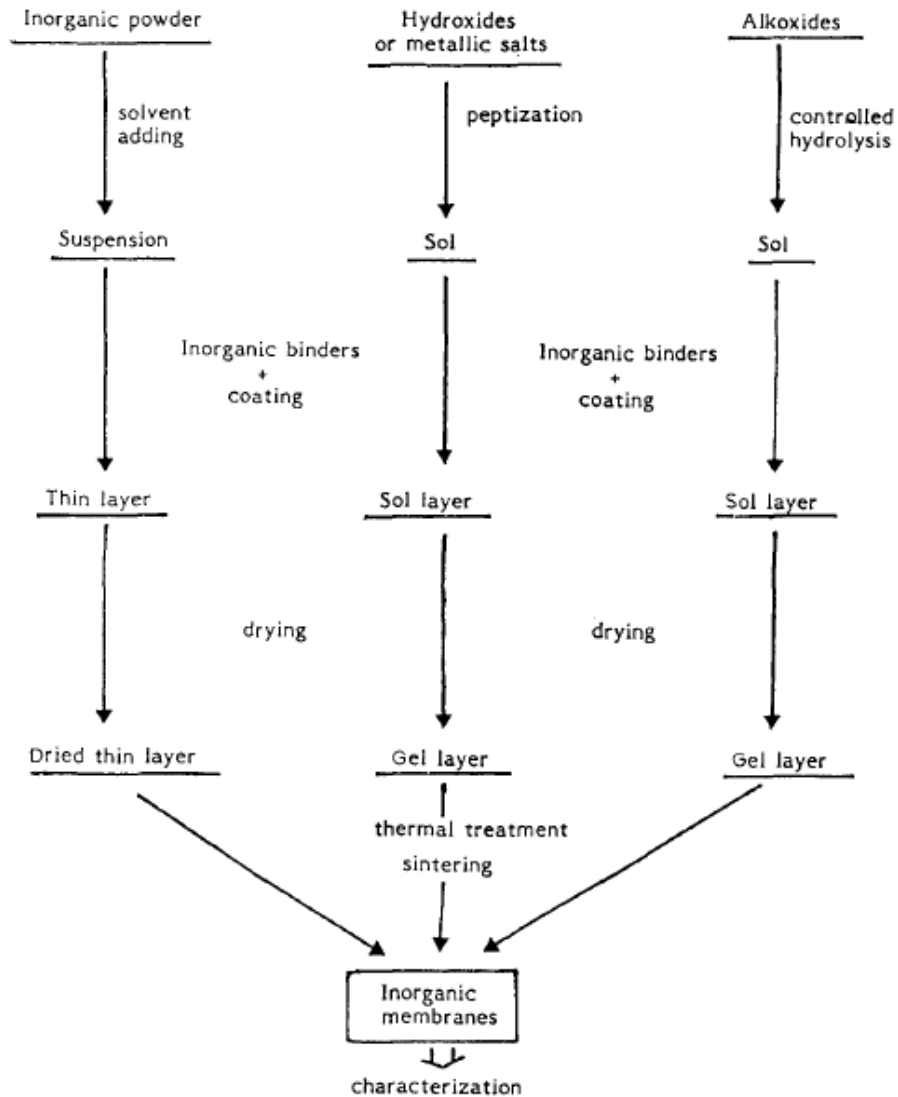 Inorganic powder
Hydroxides
or metallic salts
Alkoxides
solvent
adding
peptization
controlled
hydrolysis
Suspension
Sol
Sol
Inorganic binders
+
coating
Inorganic binders
+
coating
Thin layer
Sol layer
Sol layer
drying
drying
Dried thin layer
Gel layer
Gel layer
thermal treatment
sintering
Inorganic
membranes
characterization